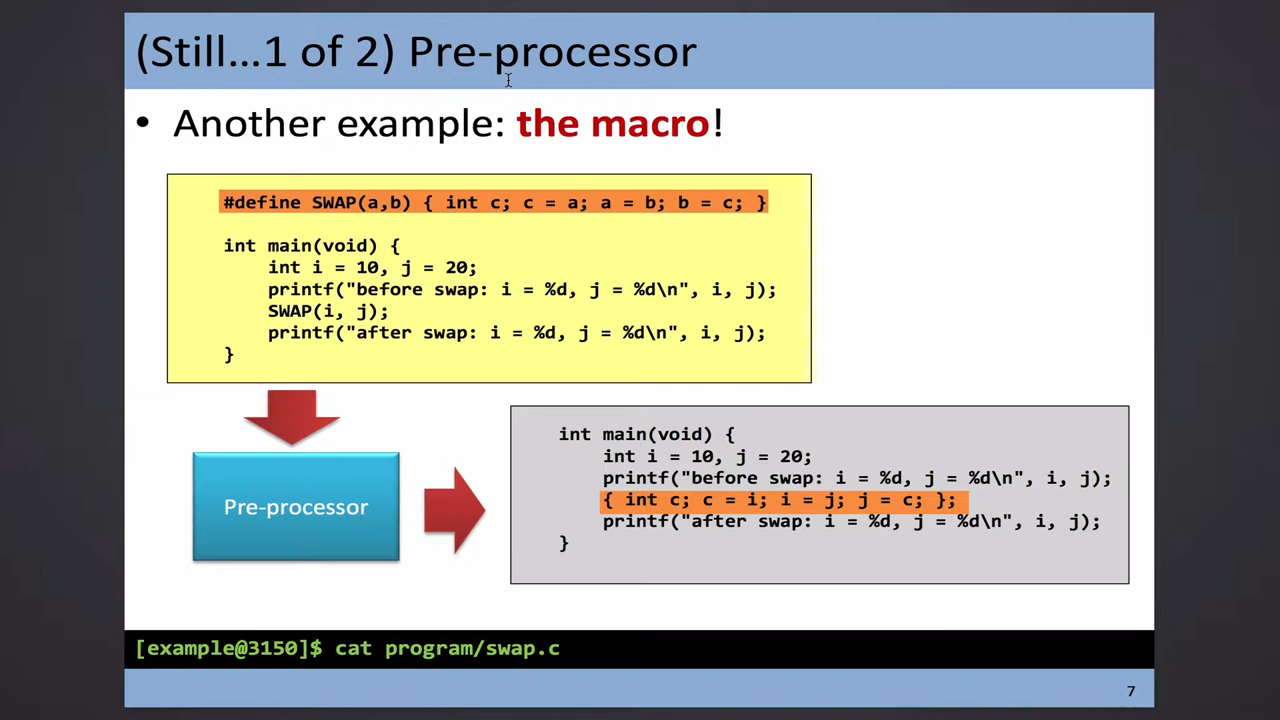 (Still…1 of 2) Pre-processor
• Another example: the macro!
#define SWAP(a,b) { int c; c = a; a = b; b = c; }
int main(void) {
int i = 10, j = 20;
printf("before swap: i = %d, j = %d\n", i, j);
SWAP(i, j);
printf("after swap: i = %d, j = %d\n", i, j);
}
Pre-processor
int main(void) {
int i = 10, j = 20;
printf("before swap: i = %d, j = %d\n", i, j);
{ int c; c = i; i = j; j = c; };
printf("after swap: i = %d, j = %d\n", i, j);
}
[example@3150]$ cat program/swap.c
7